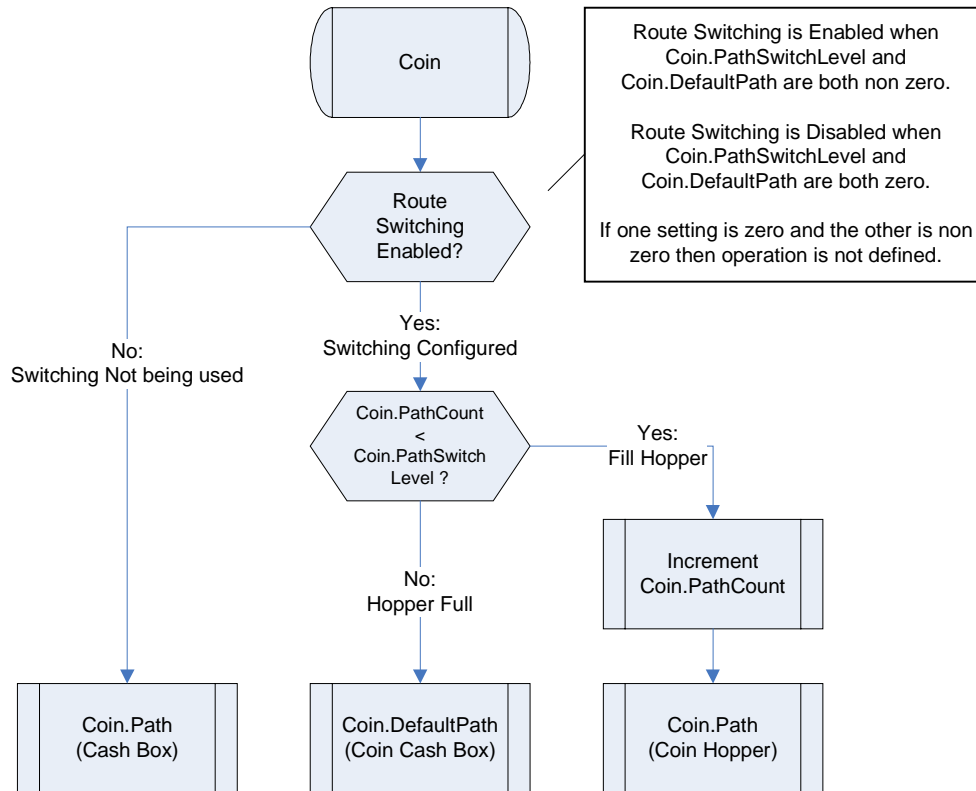 Coin
Route Switching is Enabled when
Coin.PathSwitchLevel and
Coin.DefaultPath are both non zero.
Route Switching is Disabled when
Coin.PathSwitchLevel and
Coin.DefaultPath are both zero.
If one setting is zero and the other is non
zero then operation is not defined.
Route
Switching
Enabled?
No:
Switching Not being used
Yes:
Switching Configured
Coin.PathCount
<
Coin.PathSwitch
Level ?
Yes:
Fill Hopper
No:
Hopper Full
Increment
Coin.PathCount
Coin.Path
(Cash Box)
Coin.DefaultPath
(Coin Cash Box)
Coin.Path
(Coin Hopper)